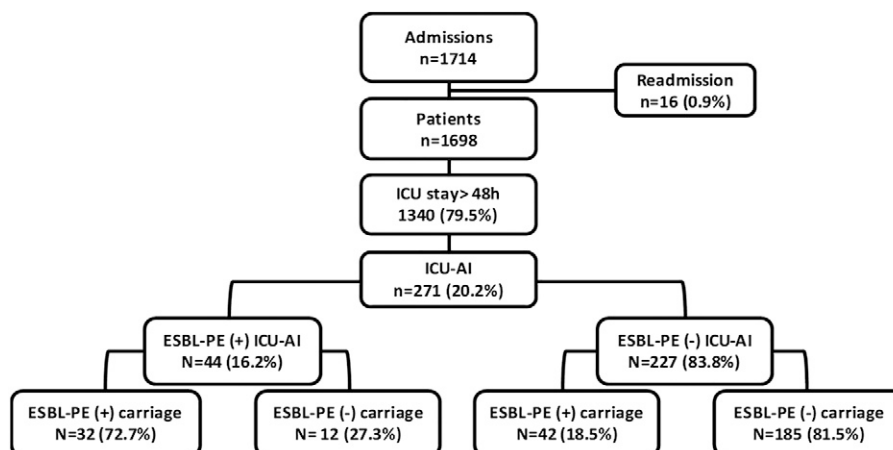 Admissions
n=1714
Readmission
n=16 (0.9%)
Patients
n=1698
ICU stay> 48h
1340 (79.5%)
ICU-AI
n=271 (20.2%)
ESBL-PE (+) ICU-AI
N=44 (16.2%)
ESBL-PE (-) ICU-AI
N=227 (83.8%)
ESBL-PE (+) carriage
N=32 (72.7%)
ESBL-PE (-) carriage
N= 12 (27.3%)
ESBL-PE (+) carriage
N=42 (18.5%)
ESBL-PE (-) carriage
N=185 (81.5%)